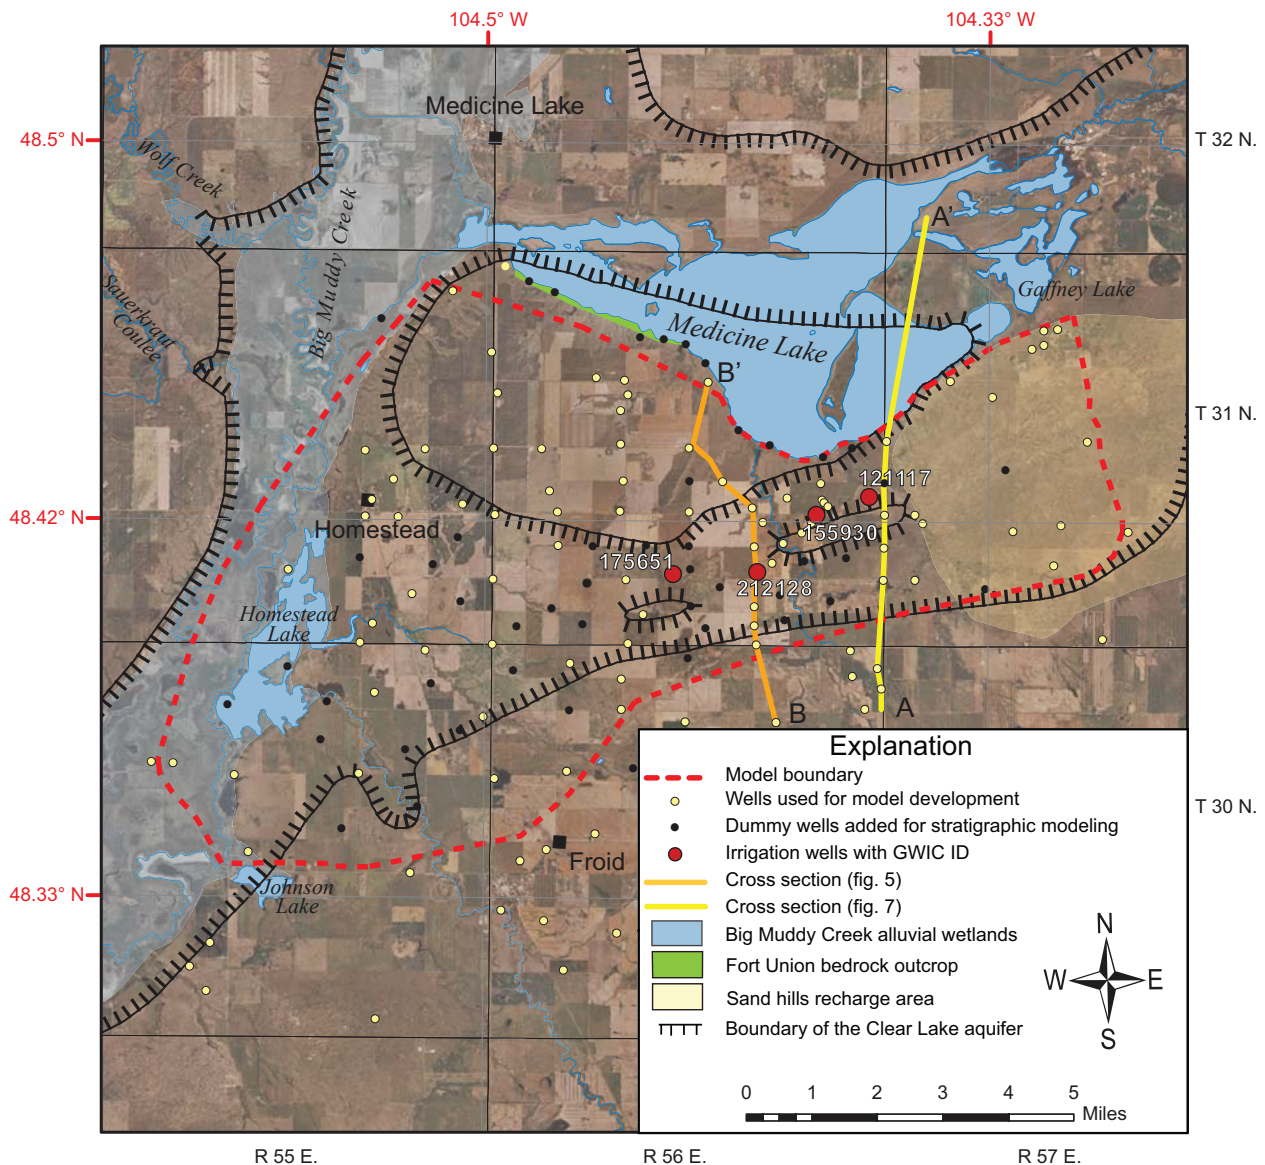 104.5° W
104.33° W
Medicine Lake
48.5° N
T 32 N.
Wolf Creek
Big Muddy Creek
A'
Sauerkraut
Coulee
Gaffney Lake
Medicine Lake
B'
T 31 N.
121117
48.42° N
Homestead
155930
175651
212128
Homestead
Lake
B
A
Explanation
Model boundary
Wells used for model development
T 30 N.
Dummy wells added for stratigraphic modeling
Irrigation wells with GWIC ID
Froid
Cross section (fig. 5)
48.33° N
Johnson
Lake
Cross section (fig. 7)
Big Muddy Creek alluvial wetlands
Fort Union bedrock outcrop
Sand hills recharge area
Boundary of the Clear Lake aquifer
N
W
E
S
0 1 2 3 4 5
Miles
R 55 E.
R 56 E.
R 57 E.